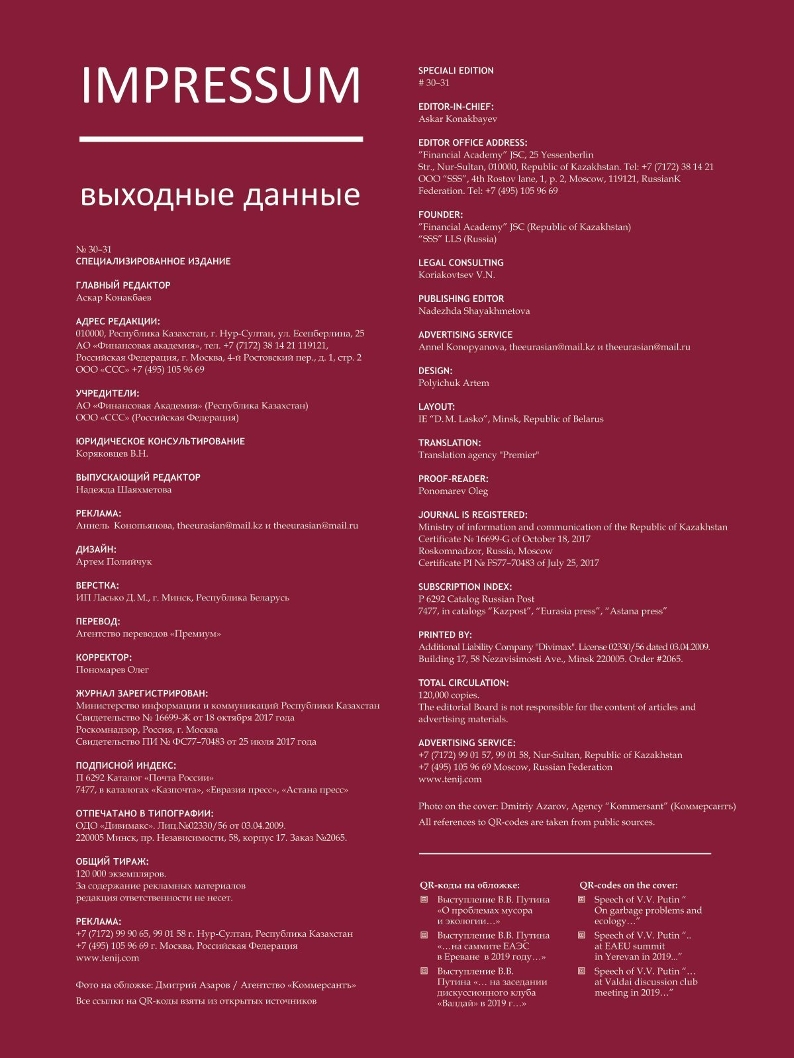 IMPRESSUM
выходные данные
№ 30–31
СПЕЦИАЛИЗИРОВАННОЕ ИЗДАНИЕ
ГЛАВНЫЙ РЕДАКТОР
Аскар Конакбаев
АДРЕС РЕДАКЦИИ:
010000, Республика Казахстан, г. Нур-Султан, ул. Есенберлина, 25
АО «Финансовая академия», тел. +7 (7172) 38 14 21 119121,
Российская Федерация, г. Москва, 4-й Ростовский пер., д. 1, стр. 2
ООО «ССС» +7 (495) 105 96 69
УЧРЕДИТЕЛИ:
АО «Финансовая Академия» (Республика Казахстан)
ООО «ССС» (Российская Федерация)
ЮРИДИЧЕСКОЕ КОНСУЛЬТИРОВАНИЕ
Коряковцев В.Н.
ВЫПУСКАЮЩИЙ РЕДАКТОР
Надежда Шаяхметова
РЕКЛАМА:
Аннель Конопьянова, theeurasian@mail.kz и theeurasian@mail.ru
ДИЗАЙН:
Артем Полийчук
ВЕРСТКА:
ИП Ласько Д. М., г. Минск, Республика Беларусь
ПЕРЕВОД:
Агентство переводов «Премиум»
КОРРЕКТОР:
Пономарев Олег
ЖУРНАЛ ЗАРЕГИСТРИРОВАН:
Министерство информации и коммуникаций Республики Казахстан
Свидетельство № 16699-Ж от 18 октября 2017 года
Роскомнадзор, Россия, г. Москва
Свидетельство ПИ № ФС77–70483 от 25 июля 2017 года
ПОДПИСНОЙ ИНДЕКС:
П 6292 Каталог «Почта России»
7477, в каталогах «Казпочта», «Евразия пресс», «Астана пресс»
ОТПЕЧАТАНО В ТИПОГРАФИИ:
ОДО «Дивимакс». Лиц.№02330/56 от 03.04.2009.
220005 Минск, пр. Независимости, 58, корпус 17. Заказ №2065.
ОБЩИЙ ТИРАЖ:
120 000 экземпляров.
За содержание рекламных материалов
редакция ответственности не несет.
РЕКЛАМА:
+7 (7172) 99 90 65, 99 01 58 г. Нур-Султан, Республика Казахстан
+7 (495) 105 96 69 г. Москва, Российская Федерация
www.tenij.com
Фото на обложке: Дмитрий Азаров / Агентство «Коммерсантъ»
Все ссылки на QR-коды взяты из открытых источников
SPECIALI EDITION
# 30–31
EDITOR-IN-CHIEF:
Askar Konakbayev
EDITOR OFFICE ADDRESS:
"Financial Academy" JSC, 25 Yessenberlin
Str., Nur-Sultan, 010000, Republic of Kazakhstan. Tel: +7 (7172) 38 14 21
OOO "SSS", 4th Rostov lane, 1, p. 2, Moscow, 119121, RussianK
Federation. Tel: +7 (495) 105 96 69
FOUNDER:
"Financial Academy" JSC (Republic of Kazakhstan)
"SSS" LLS (Russia)
LEGAL CONSULTING
Koriakovtsev V.N.
PUBLISHING EDITOR
Nadezhda Shayakhmetova
ADVERTISING SERVICE
Annel Konopyanova, theeurasian@mail.kz и theeurasian@mail.ru
DESIGN:
Polyichuk Artem
LAYOUT:
IE "D. M. Lasko", Minsk, Republic of Belarus
TRANSLATION:
Translation agency "Premier"
PROOF-READER:
Ponomarev Oleg
JOURNAL IS REGISTERED:
Ministry of information and communication of the Republic of Kazakhstan
Certificate № 16699-G of October 18, 2017
Roskomnadzor, Russia, Moscow
Certificate PI № FS77–70483 of July 25, 2017
SUBSCRIPTION INDEX:
P 6292 Catalog Russian Post
7477, in catalogs "Kazpost", "Eurasia press", "Astana press"
PRINTED BY:
Additional Liability Company "Divimax". License 02330/56 dated 03.04.2009.
Building 17, 58 Nezavisimosti Ave., Minsk 220005. Order #2065.
TOTAL CIRCULATION:
120,000 copies.
The editorial Board is not responsible for the content of articles and
advertising materials.
ADVERTISING SERVICE:
+7 (7172) 99 01 57, 99 01 58, Nur-Sultan, Republic of Kazakhstan
+7 (495) 105 96 69 Moscow, Russian Federation
www.tenij.com
Photo on the cover: Dmitriy Azarov, Agency "Kommersant" (Коммерсантъ)
All references to QR-codes are taken from public sources.
QR-коды на обложке:
Выступление В.В. Путина
«О проблемах мусора
и экологии…»
Выступление В.В. Путина
«…на саммите ЕАЭС
в Ереване в 2019 году…»
Выступление В.В.
Путина «… на заседании
дискуссионного клуба
«Валдай» в 2019 г…»
QR-codes on the cover:
Speech of V.V. Putin "
On garbage problems and
ecology…"
Speech of V.V. Putin "..
at EAEU summit
in Yerevan in 2019..."
Speech of V.V. Putin "…
at Valdai discussion club
meeting in 2019…"